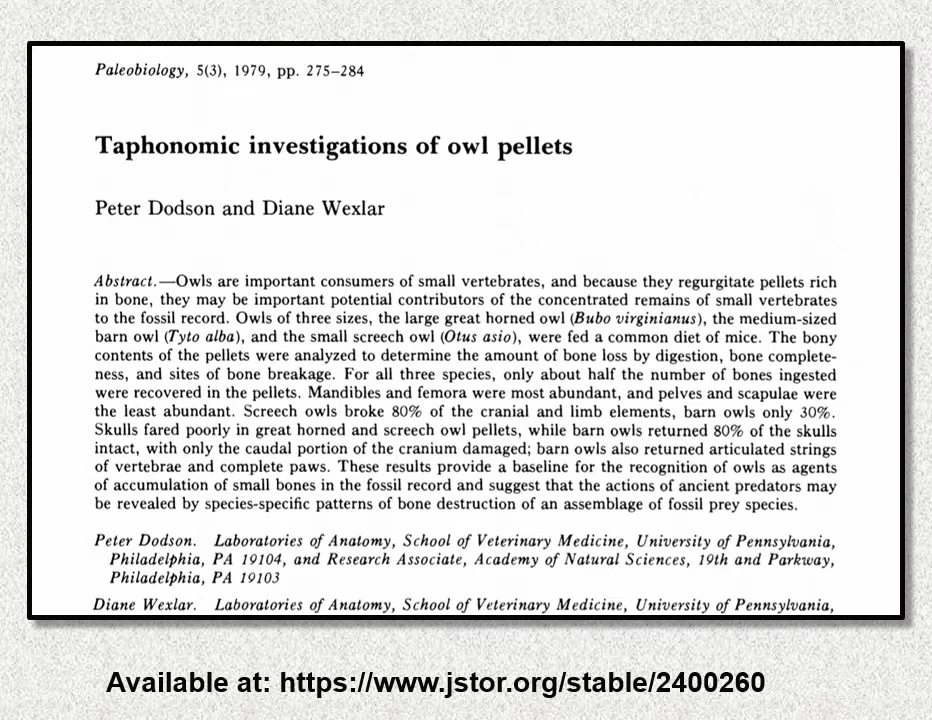 Paleobiology, 5(3), 1979, pp. 275–284
Taphonomic investigations of owl pellets
Peter Dodson and Diane Wexlar
Abstract.—Owls are important consumers of small vertebrates, and because they regurgitate pellets rich
in bone, they may be important potential contributors of the concentrated remains of small vertebrates
to the fossil record. Owls of three sizes, the large great horned owl (Bubo virginianus), the medium-sized
barn owl (Tyto alba), and the small screech owl (Otus asio), were fed a common diet of mice. The bony
contents of the pellets were analyzed to determine the amount of bone loss by digestion, bone complete-
ness, and sites of bone breakage. For all three species, only about half the number of bones ingested
were recovered in the pellets. Mandibles and femora were most abundant, and pelves and scapulae were
the least abundant. Screech owls broke 80% of the cranial and limb elements, barn owls only 30%.
Skulls fared poorly in great horned and screech owl pellets, while barn owls returned 80% of the skulls
intact, with only the caudal portion of the cranium damaged; barn owls also returned articulated strings
of vertebrae and complete paws. These results provide a baseline for the recognition of owls as agents
of accumulation of small bones in the fossil record and suggest that the actions of ancient predators may
be revealed by species-specific patterns of bone destruction of an assemblage of fossil prey species.
Peter Dodson. Laboratories of Anatomy, School of Veterinary Medicine, University of Pennsylvania,
Philadelphia, PA 19104, and Research Associate, Academy of Natural Sciences, 19th and Parkway,
Philadelphia, PA 19103
Diane Wexlar. Laboratories of Anatomy, School of Veterinary Medicine, University of Pennsylvania,
Available at: https://www.jstor.org/stable/2400260